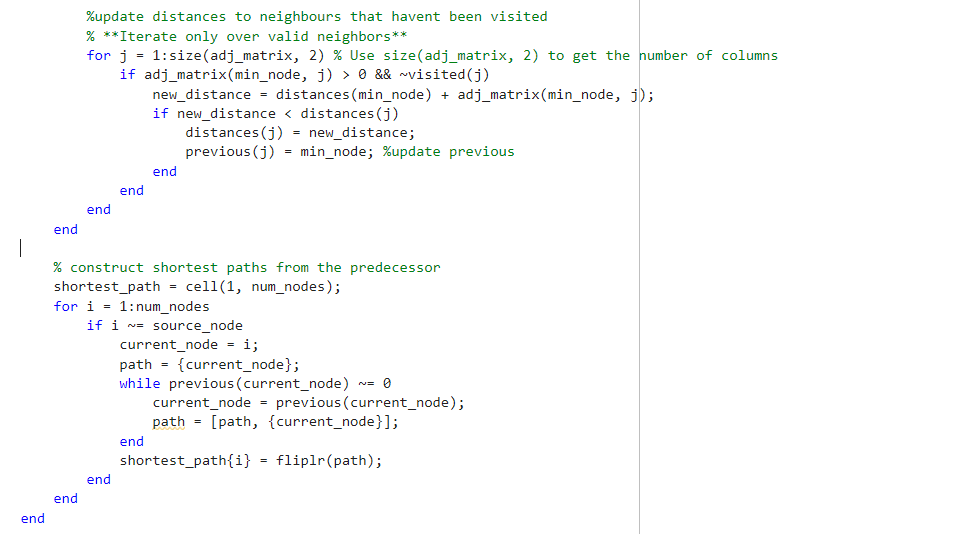 %update distances to neighbours that havent been visited
% **Iterate only over valid neighbors**
for j = 1:size(adj_matrix, 2) % Use size(adj_matrix, 2) to get the number of columns
if adj_matrix(min_node, j) > 0 && ~visited(j)
new_distance = distances(min_node) + adj_matrix(min_node, j);
if new_distance < distances(j)
distances(j) = new_distance;
previous(j) = min_node; %update previous
end
end
end
end
% construct shortest paths from the predecessor
shortest_path = cell(1, num_nodes);
for i = 1:num_nodes
if i ~= source_node
current_node = i;
path = {current_node};
while previous(current_node) ~= 0
current_node = previous(current_node);
path = [path, {current_node}];
end
shortest_path{i} = fliplr(path);
end
end
end